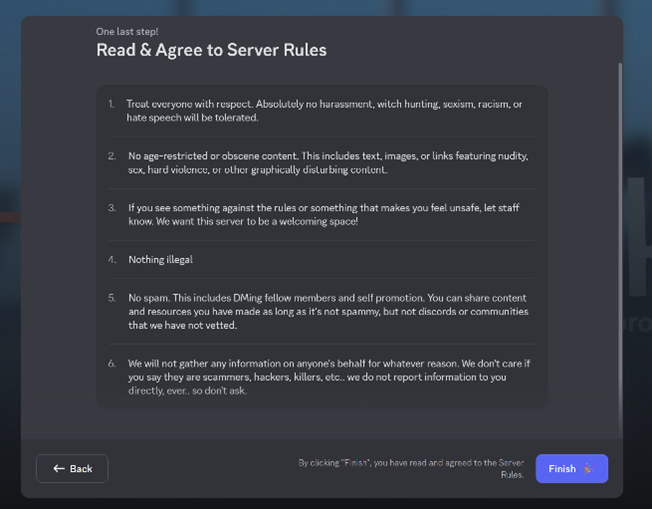 One last step!
Read & Agree to Server Rules
1. Treat everyone with respect. Absolutely no harassment, witch hunting, sexism, racism, or
hate speech will be tolerated.
2. No age-restricted or obscene content. This includes text, images, or links featuring nudity,
sex, hard violence, or other graphically disturbing content.
3. If you see something against the rules or something that makes you feel unsafe, let staff
know. We want this server to be a welcoming space!
4. Nothing illegal
5. No spam. This includes DMing fellow members and self promotion. You can share content
and resources you have made as long as it's not spammy, but not discords or communities
that we have not vetted.
6. We will not gather any information on anyone's behalf for whatever reason. We don't care if
you say they are scammers, hackers, killers, etc.. we do not report information to you
directly, ever.. so don't ask.
← Back
By clicking "Finish", you have read and agreed to the Server
Rules.
Finish